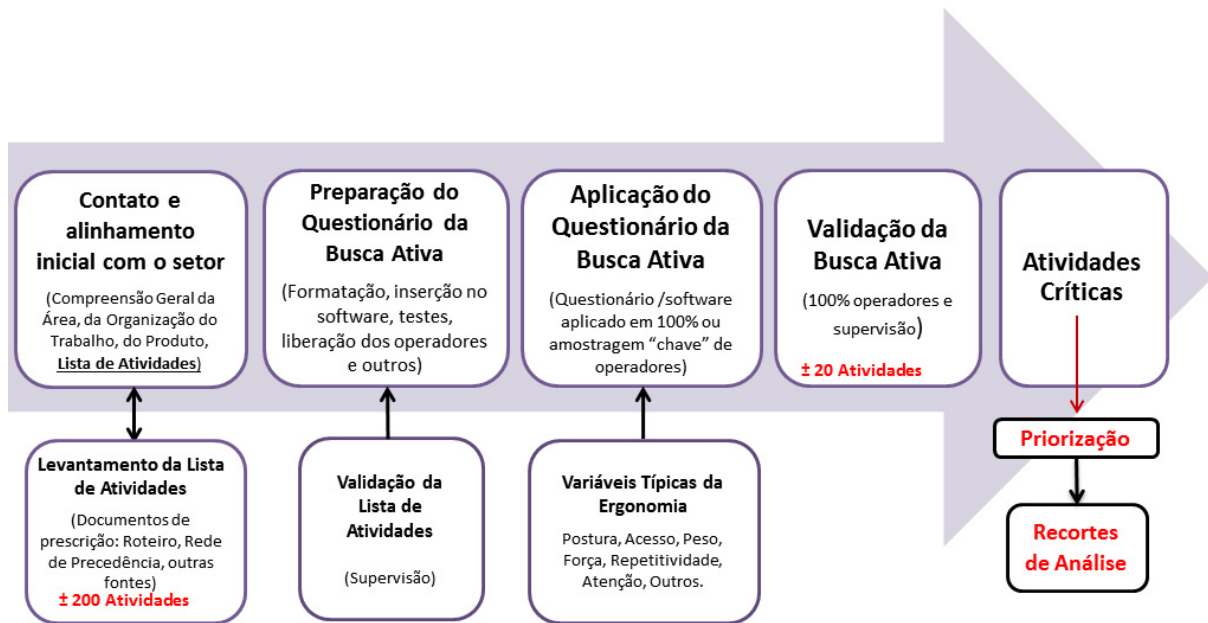 Contato e
alinhamento
inicial com o setor
(Compreensão Geral da
Área, da Organização do
Trabalho, do Produto,
Lista de Atividades)
Preparação do
Questionário da
Busca Ativa
(Formatação, inserção no
software, testes,
liberação dos operadores
e outros)
Aplicação do
Questionário da
Busca Ativa
(Questionário /software
aplicado em 100% ou
amostragem “chave” de
operadores)
Validação da
Busca Ativa
(100% operadores e
supervisão)
± 20 Atividades
Atividades
Críticas
Levantamento da Lista
de Atividades
(Documentos de
prescrição: Roteiro, Rede
de Precedência, outras
fontes)
± 200 Atividades
Validação da
Lista de
Atividades
(Supervisão)
Variáveis Típicas da
Ergonomia
Postura, Acesso, Peso,
Força, Repetitividade,
Atenção, Outros.
Priorização
Recortes
de Análise